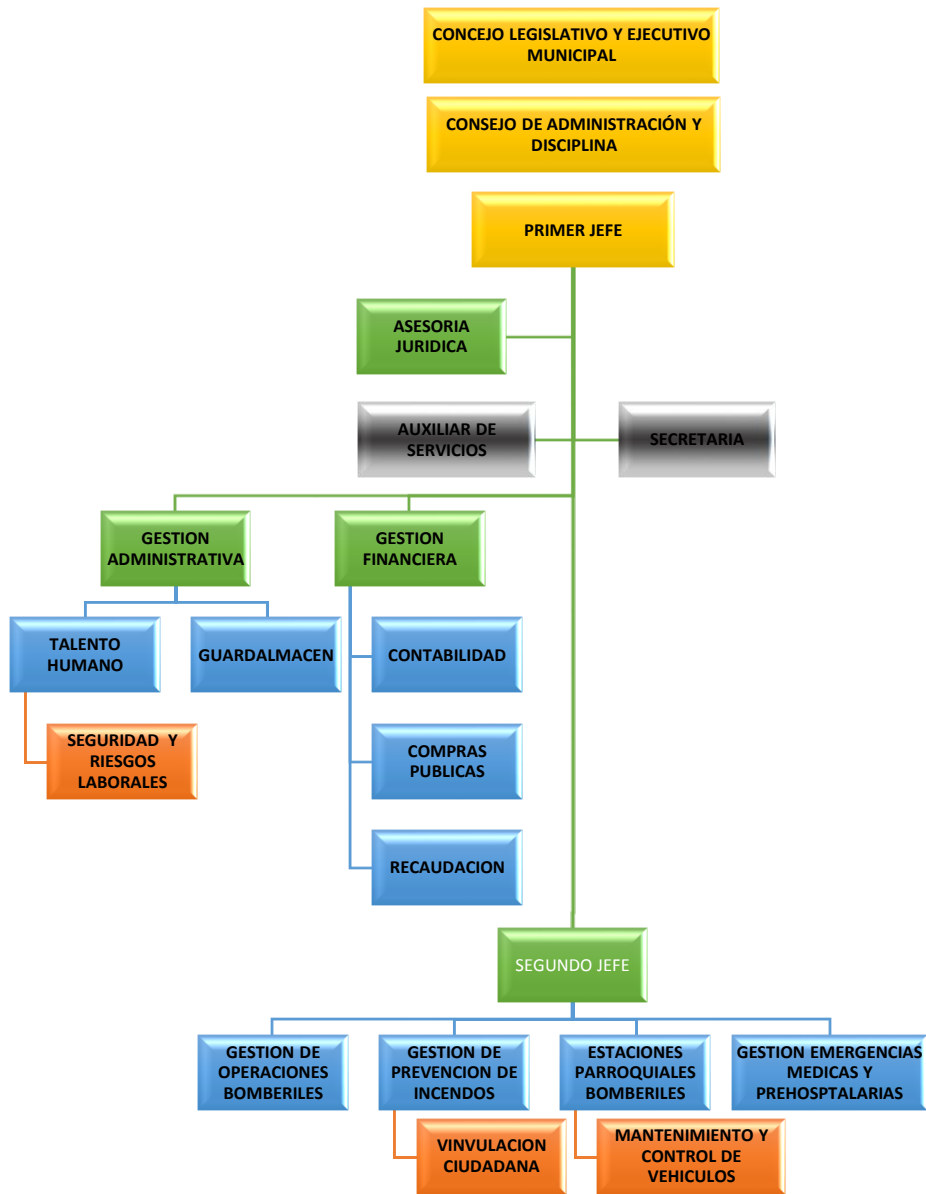 CONCEJO LEGISLATIVO Y EJECUTIVO
MUNICIPAL
CONSEJO DE ADMINISTRACIÓN Y
DISCIPLINA
PRIMER JEFE
ASESORIA
JURIDICA
AUXILIAR DE
SERVICIOS
SECRETARIA
GESTION
ADMINISTRATIVA
GESTION
FINANCIERA
TALENTO
HUMANO
GUARDALMACEN
CONTABILIDAD
SEGURIDAD Y
RIESGOS
LABORALES
COMPRAS
PUBLICAS
RECAUDACION
SEGUNDO JEFE
GESTION DE
OPERACIONES
BOMBERILES
GESTION DE
PREVENCION DE
INCENDOS
ESTACIONES
PARROQUIALES
BOMBERILES
GESTION EMERGENCIAS
MEDICAS Y
PREHOSPTALARIAS
VINVULACION
CIUDADANA
MANTENIMIENTO Y
CONTROL DE
VEHICULOS